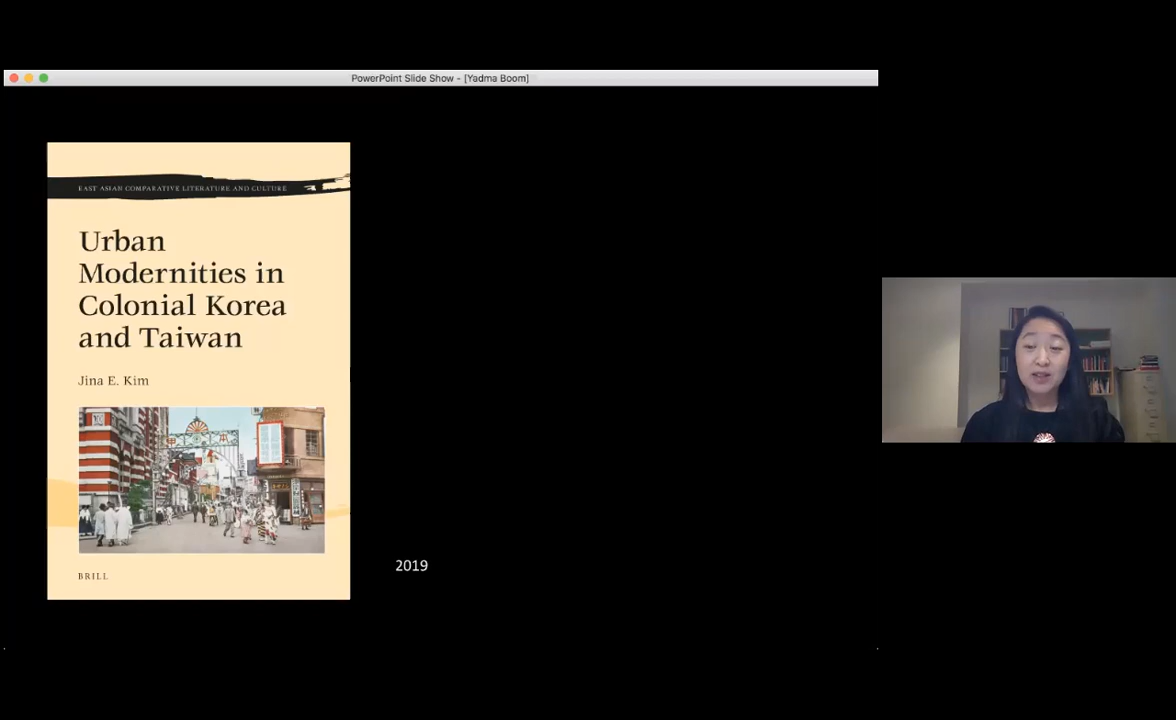 PowerPoint Slide Show - [Yadma Boom]
EAST ASIAN COMPARATIVE LITERATURE AND CULTURE
Urban
Modernities in
Colonial Korea
and Taiwan
Jina E. Kim
BRILL
2019